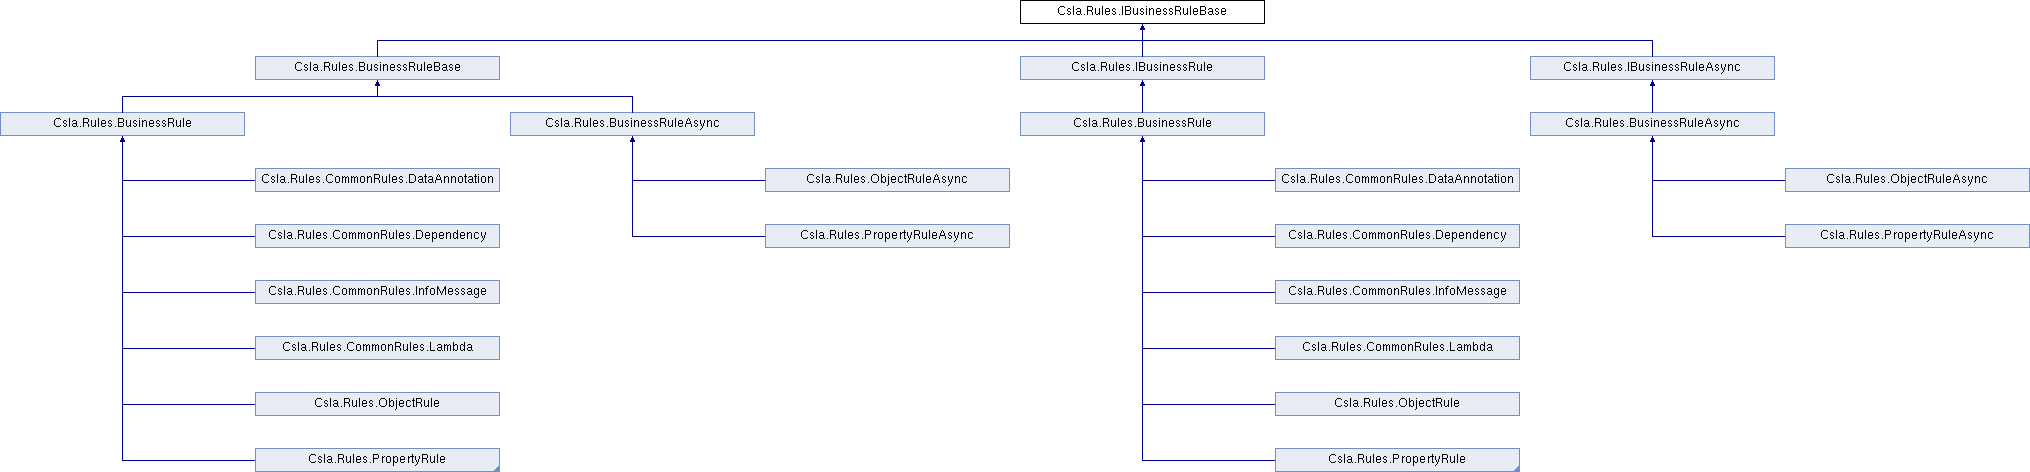 Csla.Rules.IBusinessRuleBase
Csla.Rules.BusinessRuleBase
Csla.Rules.IBusinessRule
Csla.Rules.IBusinessRuleAsync
Csla.Rules.BusinessRule
Csla.Rules.BusinessRuleAsync
Csla.Rules.BusinessRule
Csla.Rules.BusinessRuleAsync
Csla.Rules.CommonRules.DataAnnotation
Csla.Rules.ObjectRuleAsync
Csla.Rules.CommonRules.DataAnnotation
Csla.Rules.ObjectRuleAsync
Csla.Rules.CommonRules.Dependency
Csla.Rules.PropertyRuleAsync
Csla.Rules.CommonRules.Dependency
Csla.Rules.PropertyRuleAsync
Csla.Rules.CommonRules.InfoMessage
Csla.Rules.CommonRules.InfoMessage
Csla.Rules.CommonRules.Lambda
Csla.Rules.CommonRules.Lambda
Csla.Rules.ObjectRule
Csla.Rules.ObjectRule
Csla.Rules.PropertyRule
Csla.Rules.PropertyRule